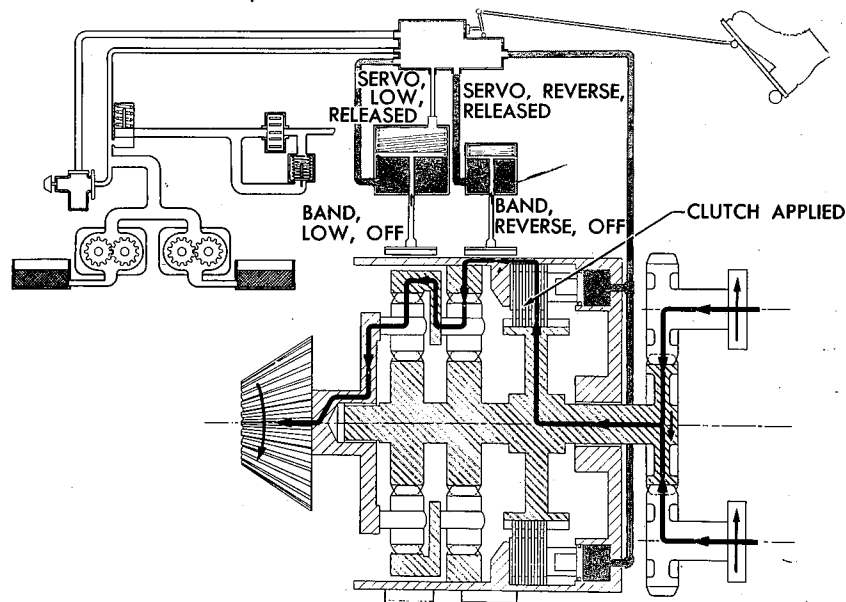 SERVO,
LOW,
RELEASED
SERVO, REVERSE,
RELEASED
BAND,
LOW, OFF
BAND,
REVERSE, OFF
CLUTCH APPLIED